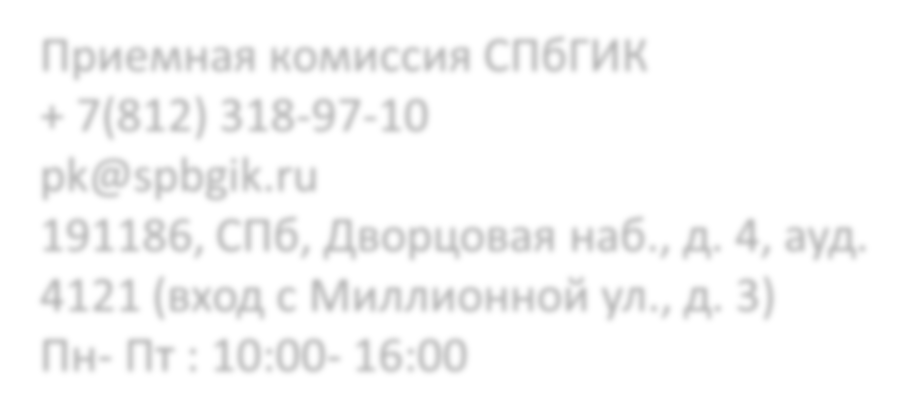 Приемная комиссия СПбГИК
+ 7(812) 318-97-10
pk@spbgik.ru
191186, СПб, Дворцовая наб., д. 4, ауд.
4121 (вход с Миллионной ул., д. 3)
Пн- Пт : 10:00- 16:00